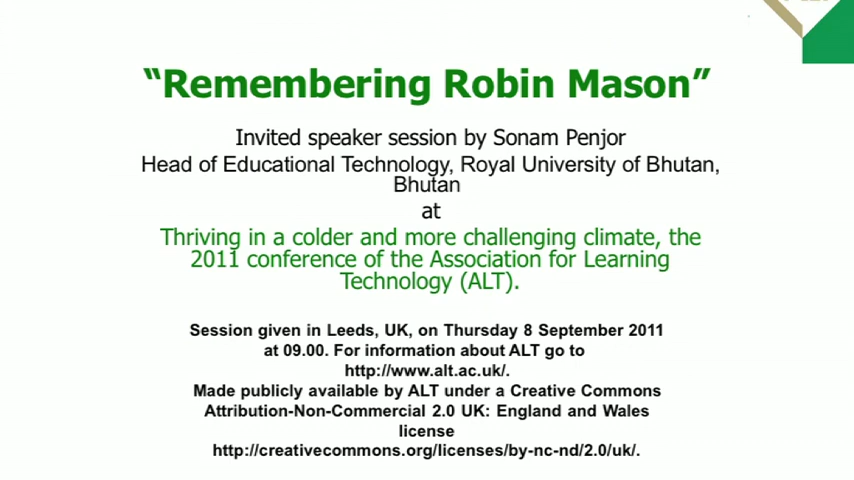 “Remembering Robin Mason”
Invited speaker session by Sonam Penjor
Head of Educational Technology, Royal University of Bhutan,
Bhutan
at
Thriving in a colder and more challenging climate, the
2011 conference of the Association for Learning
Technology (ALT).
Session given in Leeds, UK, on Thursday 8 September 2011
at 09.00. For information about ALT go to
http://www.alt.ac.uk/.
Made publicly available by ALT under a Creative Commons
Attribution-Non-Commercial 2.0 UK: England and Wales
license
http://creativecommons.org/licenses/by-nc-nd/2.0/uk/.